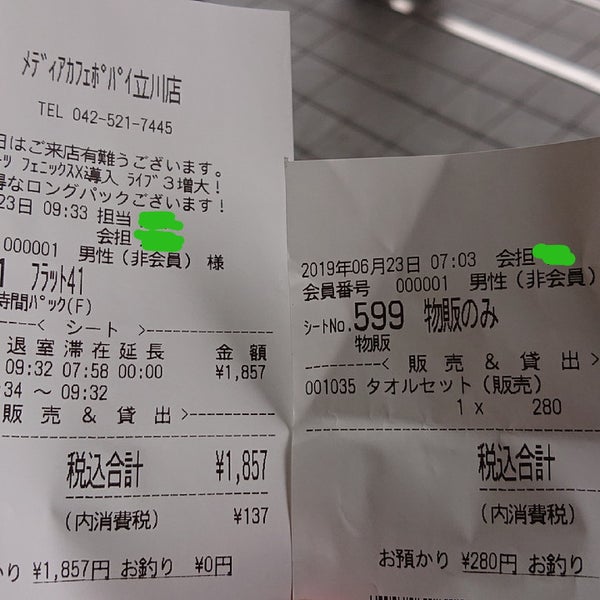 メディアカフェポパイ立川店
TEL 042-521-7445
日はご来店有難うございます。
ーツ フェニックスX導入 ライブ3増大!
得なロングパックございます!
23日 09:33 担当
会担
000001 男性(非会員) 様
1 フラット41
時間パック(F)
----< シート >----
退室 滞在 延長 金額
09:32 07:58 00:00 ¥1,857
:34 ～ 09:32
販売&貸出>----
税込合計 ¥1,857
(内消費税) ¥137
かり ¥1,857円 お釣り ¥0円
2019年06月23日 07:03 会担
会員番号 000001 男性(非会員)
シートNo. 599 物販のみ
物販
----< 販売&貸出 >
001035 タオルセット(販売)
1 x 280
税込合計
(内消費税)
お預かり ¥280円 お釣り